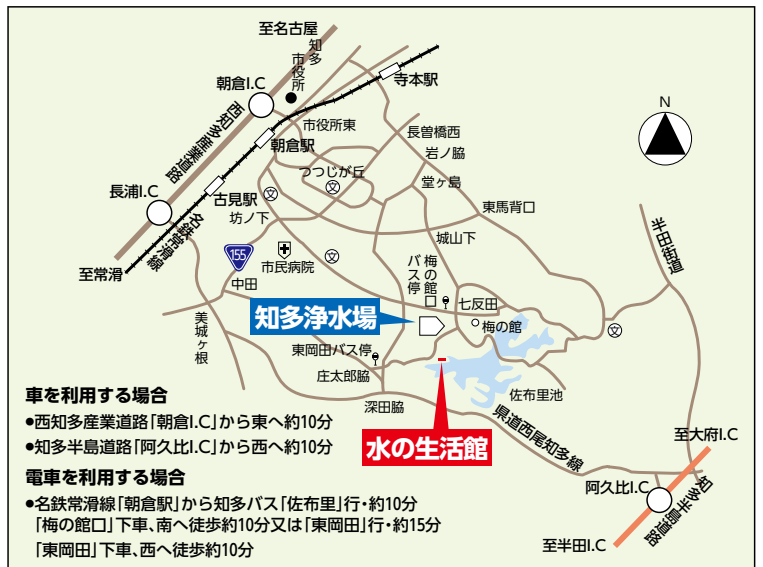 至名古屋
知多
市役所
朝倉I.C
寺本駅
市役所東
西知多産業道路
朝倉駅
長曽橋西
岩ノ脇
N
つつじが丘
堂ヶ島
文
文
長浦I.C
古見駅
東馬背口
坊ノ下
名鉄常滑線
城山下
半田街道
155
文
至常滑
市民病院
中田
梅の館口
バス停
七反田
知多浄水場
梅の館
文
美城ヶ根
東岡田バス停
庄太郎脇
佐布里池
深田脇
県道西尾知多線
水の生活館
至大府I.C
阿久比I.C
知多半島道路
至半田I.C
車を利用する場合
●西知多産業道路「朝倉I.C」から東へ約10分
●知多半島道路「阿久比I.C」から西へ約10分
電車を利用する場合
●名鉄常滑線「朝倉駅」から知多バス「佐布里」行・約10分
「梅の館口」下車、南へ徒歩約10分又は「東岡田」行・約15分
「東岡田」下車、西へ徒歩約10分